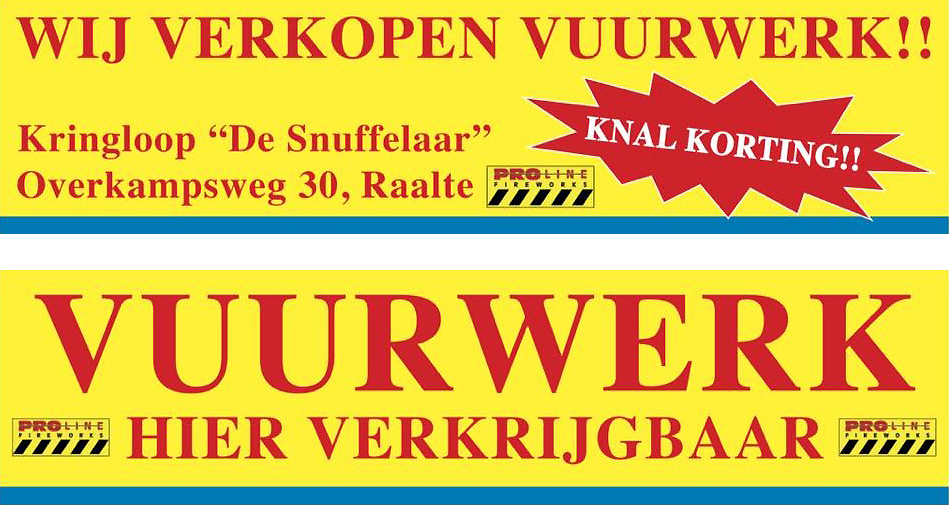 WIJ VERKOPEN VUURWERK!!
Kringloop “De Snuffelaar”
Overkampsweg 30, Raalte
PROLINE
FIREWORKS
KNAL KORTING!!
VUURWERK
PROLINE
FIREWORKS
HIER VERKRIJGBAAR
PROLINE
FIREWORKS